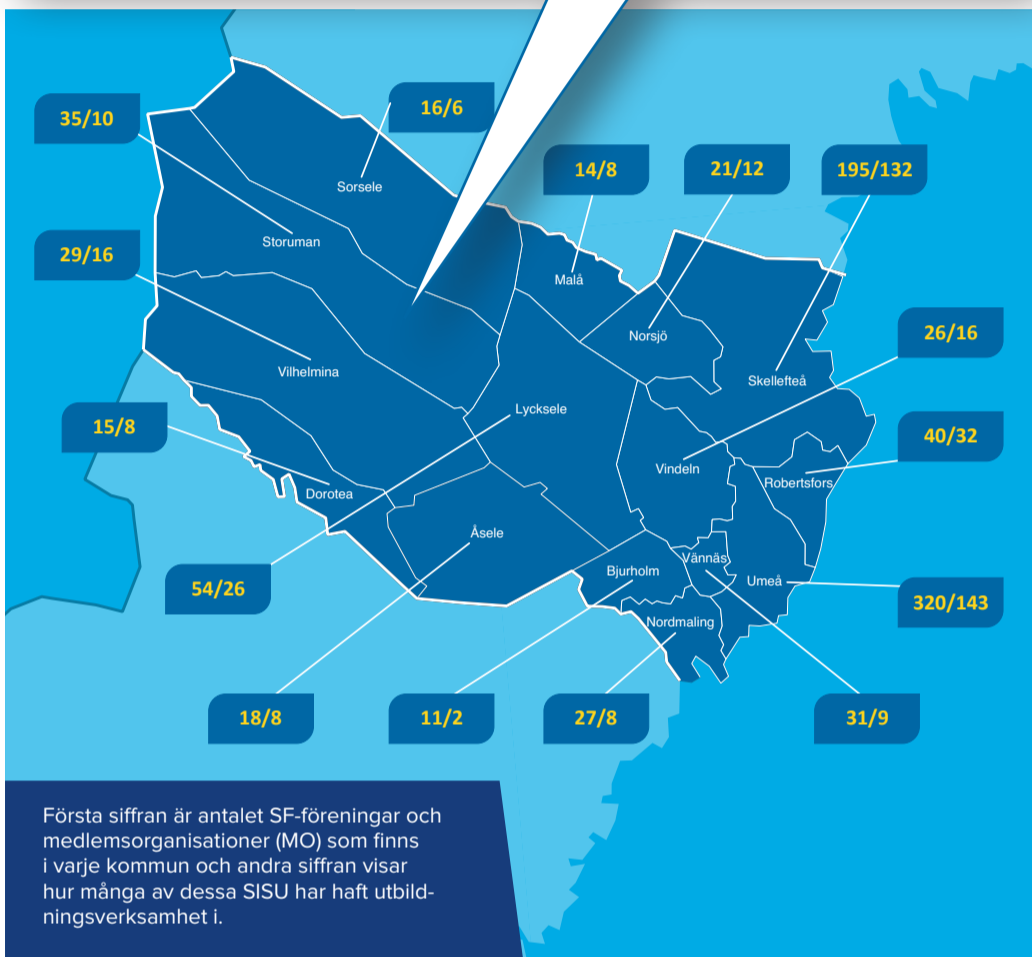 16/6
35/10
14/8
21/12
195/132
Sorsele
Storuman
29/16
Malå
26/16
Norsjö
Vilhelmina
Skellefteå
Lycksele
15/8
40/32
Vindeln
Robertsfors
Dorotea
Åsele
Vännäs
Bjurholm
Umeå
54/26
320/143
Nordmaling
18/8
11/2
27/8
31/9
Första siffran är antalet SF-föreningar och
medlemsorganisationer (MO) som finns
i varje kommun och andra siffran visar
hur många av dessa SISU har haft utbild-
ningsverksamhet i.